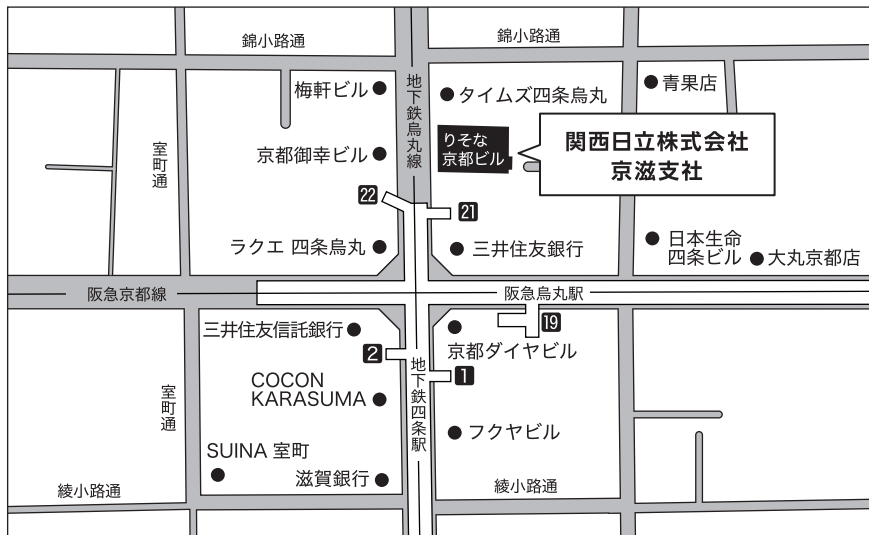 錦小路通
錦小路通
梅軒ビル
地下鉄烏丸線
タイムズ四条烏丸
青果店
室町通
京都御幸ビル
りそな
京都ビル
関西日立株式会社
京滋支社
22
21
ラクエ 四条烏丸
三井住友銀行
日本生命
四条ビル
大丸京都店
阪急京都線
阪急烏丸駅
三井住友信託銀行
19
京都ダイヤビル
2
地下鉄四条駅
1
COCON
KARASUMA
室町通
フクヤビル
SUINA 室町
滋賀銀行
綾小路通
綾小路通